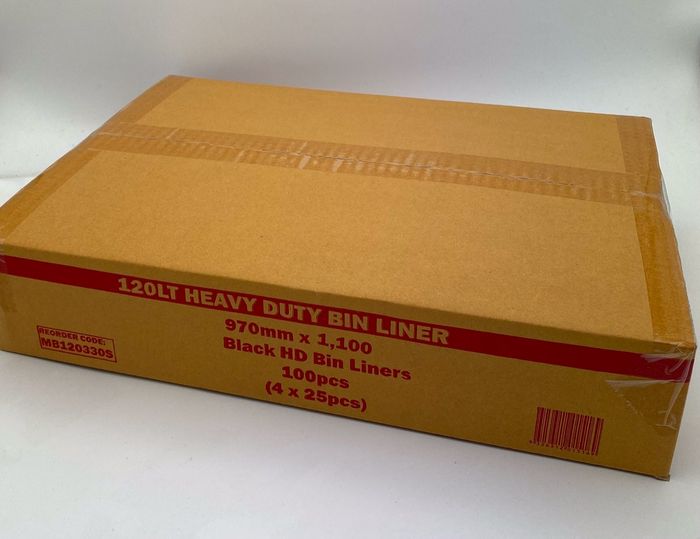 120LT HEAVY DUTY BIN LINER
970mm x 1,100
Black HD Bin Liners
100pcs
(4 x 25pcs)
REORDER CODE:
MB120330S